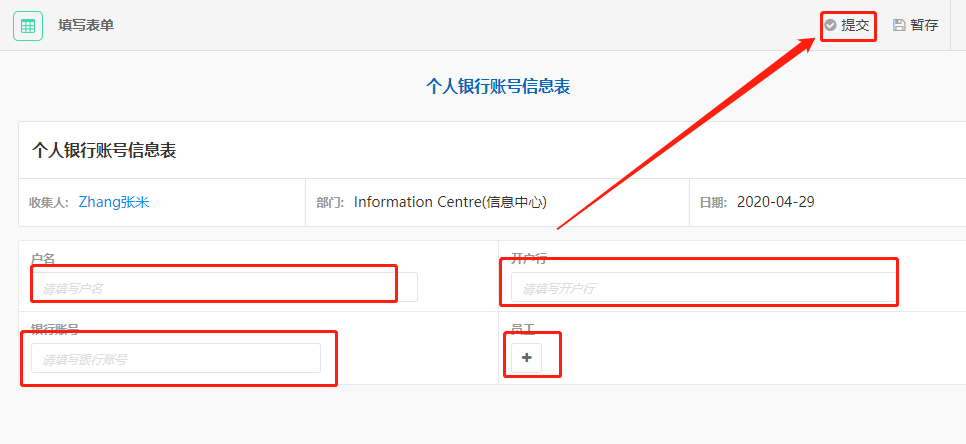 填写表单
提交 暂存
个人银行账号信息表
个人银行账号信息表
收集人: Zhang张米 部门: Information Centre(信息中心) 日期: 2020-04-29
户名 开户行
请填写户名 请填写开户行
银行账号 员工
请填写银行账号